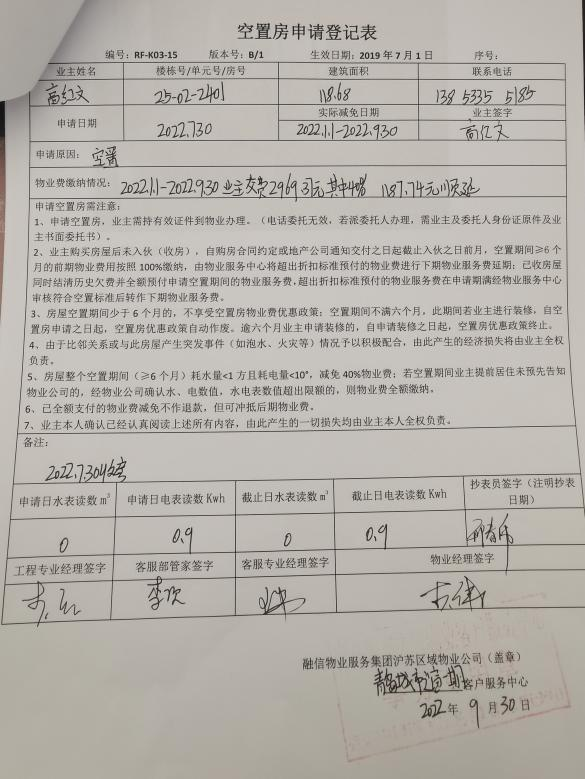 空置房申请登记表
编号：RF-K03-15 版本号：B/1 生效日期：2019 年 7 月 1 日 序号：
业主姓名 楼栋号/单元号/房号 建筑面积 联系电话
高红文 25-02-2401 118.68 138 5335 5185
申请日期 2022.7.30 实际减免日期 业主签字
2022.1.1-2022.9.30 高红文
申请原因：空置
物业费缴纳情况：2022.1.1-2022.9.30 业主交费2969.31元 其中40% 1187.74元
申请空置房需注意：
1、申请空置房，业主需持有效证件到物业办理。（电话委托无效，若派委托人办理，需业主及委托人身份证原件及业
主书面委托书）。
2、业主购买房屋后未入伙（收房），自购房合同约定或地产公司通知交付之日起截止入伙之日前月，空置期间≥6 个
月的前期物业费用按照 100%缴纳，由物业服务中心将超出折扣标准预付的物业费进行下期物业服务费延期；已收房屋
同时结清历史欠费并全额预付申请空置期间的物业服务费，超出折扣标准预付的物业服务费在申请期满经物业服务中心
审核符合空置标准后转作下期物业服务费。
3、房屋空置期间少于 6 个月的，不享受空置房物业费优惠政策；空置期间不满六个月，此期间若业主进行装修，自空
置房申请之日起，空置房优惠政策自动作废。逾六个月业主申请装修的，自申请装修之日起，空置房优惠政策终止。
4、由于比邻关系或与此房屋产生突发事件（如泡水、火灾等）情况予以积极配合，由此产生的经济损失将由业主全权
负责。
5、房屋整个空置期间（≥6 个月）耗水量<1 方且耗电量<10°，减免 40%物业费；若空置期间业主提前居住未预先告知
物业公司的，经物业公司确认水、电数值，水电表数值超出限额的，则物业费全额缴纳。
6、已全额支付的物业费减免不作退款，但可冲抵后期物业费。
7、业主本人确认已经认真阅读上述所有内容，由此产生的一切损失均由业主本人全权负责。
备注：
2022.7.30
申请日水表读数 m³ 申请日电表读数 Kwh 截止日水表读数 m³ 截止日电表读数 Kwh 抄表员签字（注明抄表
日期）
0 0.9 0 0.9
工程专业经理签字 客服部管家签字 客服专业经理签字 物业经理签字
李欢
融信物业服务集团沪苏区域物业公司（盖章）
客户服务中心
2022 年 9 月 30 日